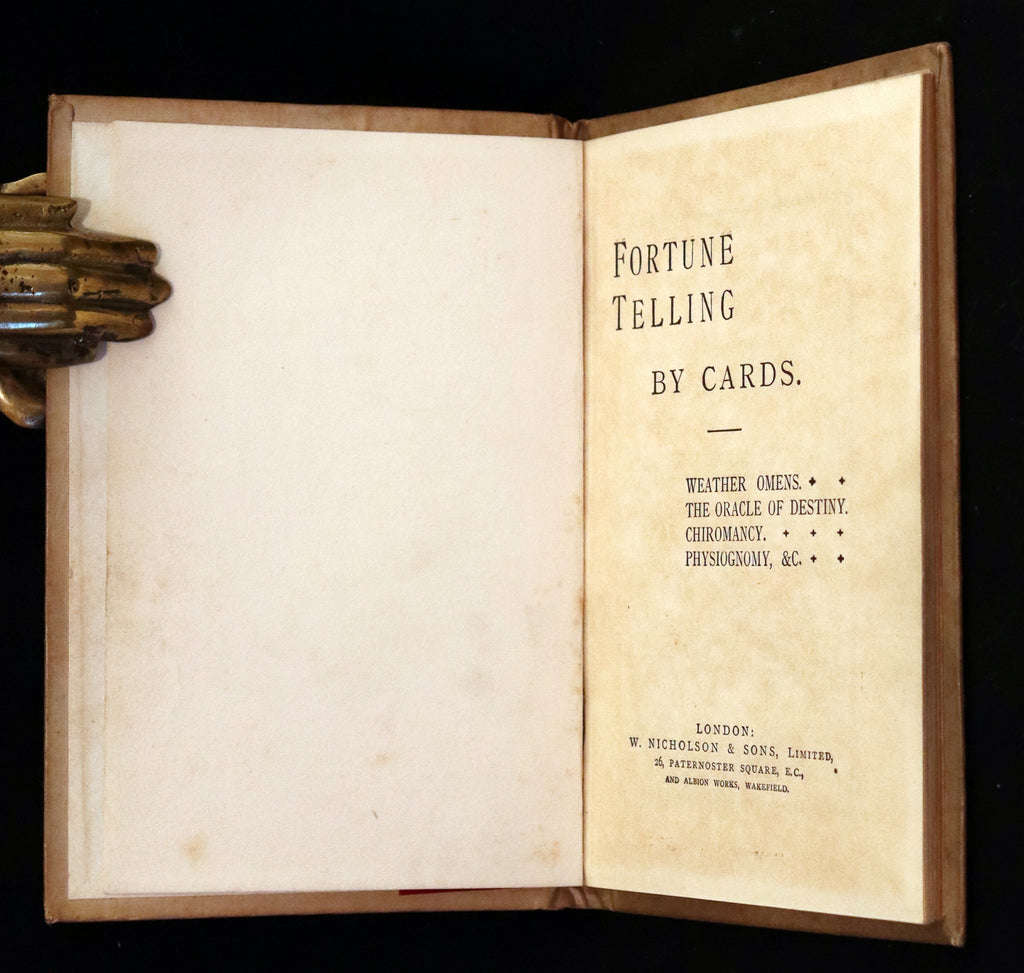 FORTUNE
TELLING
BY CARDS.
WEATHER OMENS.
THE ORACLE OF DESTINY.
CHIROMANCY.
PHYSIOGNOMY, &C.
LONDON:
W. NICHOLSON & SONS, LIMITED,
26, PATERNOSTER SQUARE, E.C.,
AND ALBION WORKS, WAKEFIELD.